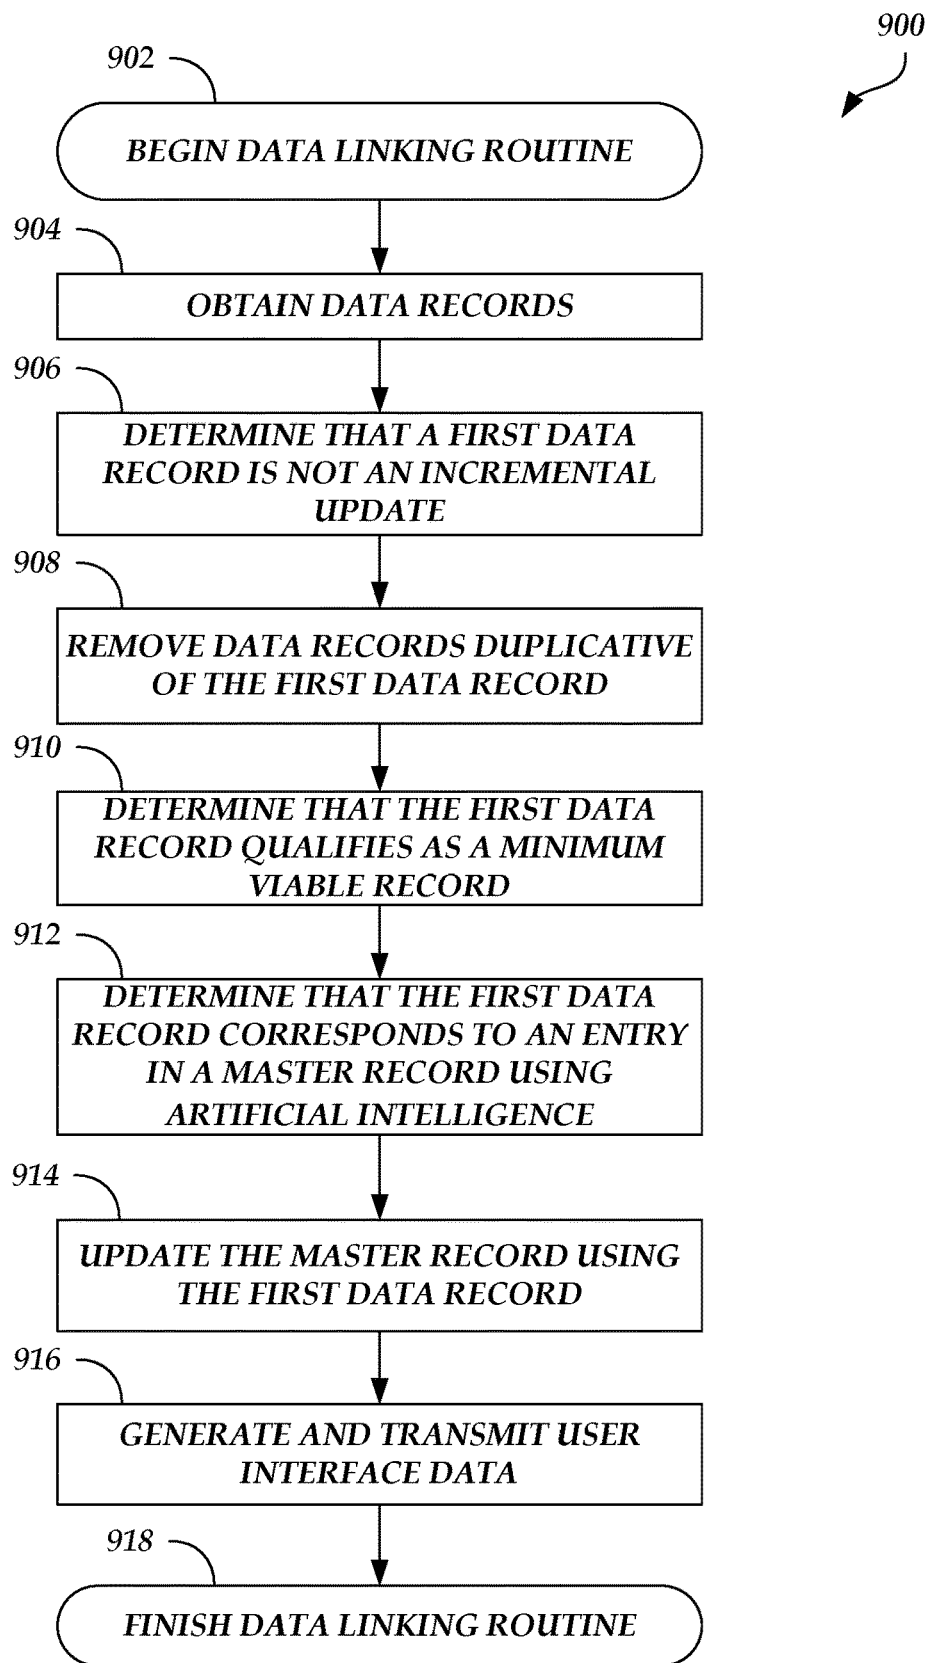 900
902
BEGIN DATA LINKING ROUTINE
904
OBTAIN DATA RECORDS
906
DETERMINE THAT A FIRST DATA
RECORD IS NOT AN INCREMENTAL
UPDATE
908
REMOVE DATA RECORDS DUPLICATIVE
OF THE FIRST DATA RECORD
910
DETERMINE THAT THE FIRST DATA
RECORD QUALIFIES AS A MINIMUM
VIABLE RECORD
912
DETERMINE THAT THE FIRST DATA
RECORD CORRESPONDS TO AN ENTRY
IN A MASTER RECORD USING
ARTIFICIAL INTELLIGENCE
914
UPDATE THE MASTER RECORD USING
THE FIRST DATA RECORD
916
GENERATE AND TRANSMIT USER
INTERFACE DATA
918
FINISH DATA LINKING ROUTINE